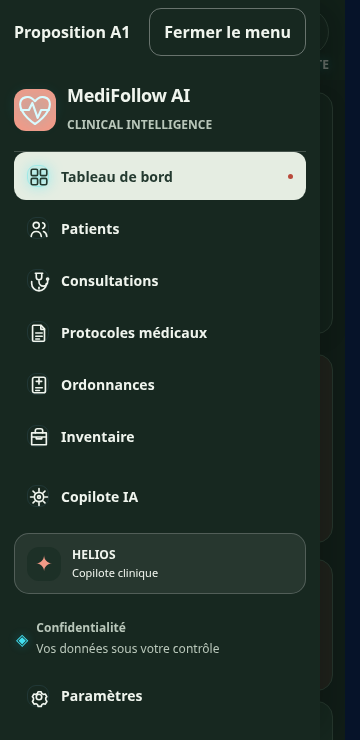 Proposition A1
Fermer le menu
MediFollow AI
CLINICAL INTELLIGENCE
Tableau de bord
Patients
Consultations
Protocoles médicaux
Ordonnances
Inventaire
Copilote IA
HELIOS
Copilote clinique
Confidentialité
Vos données sous votre contrôle
Paramètres